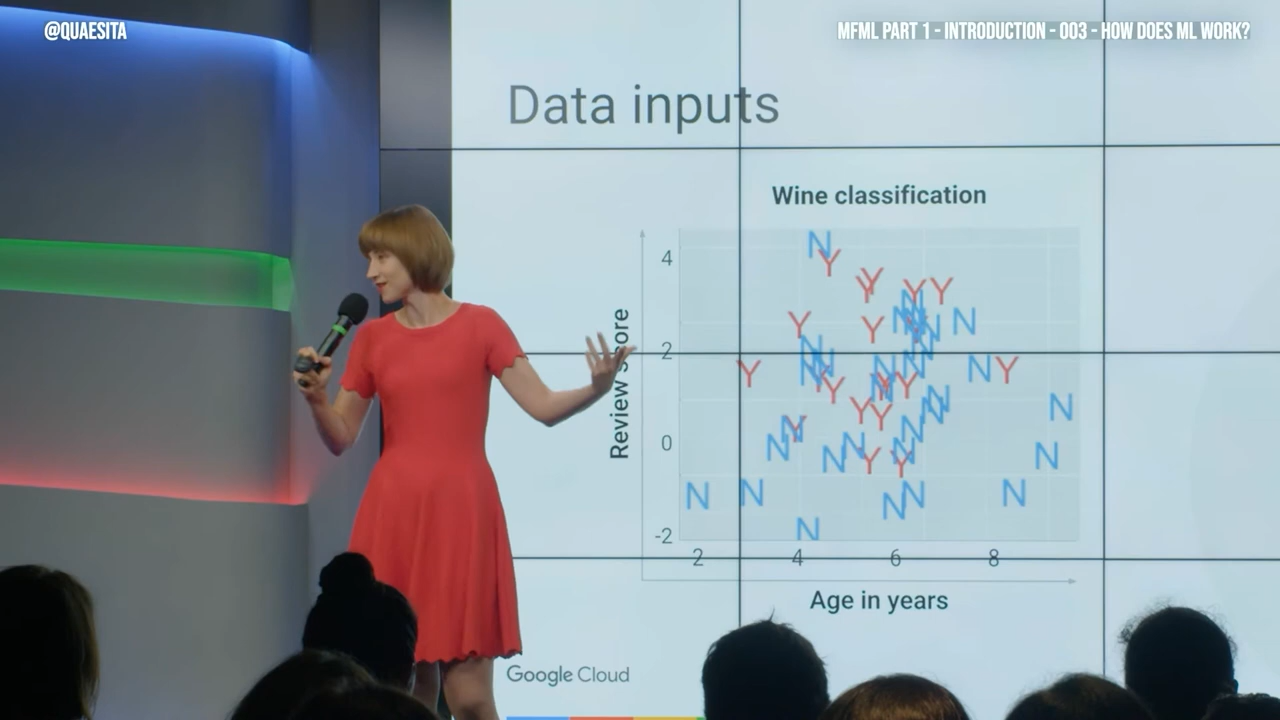 @QUAESITA
MFML PART 1 - INTRODUCTION - 003 - HOW DOES ML WORK?
Data inputs
Wine classification
4
2
0
-2
Review score
2 4 6 8
Age in years
Google Cloud